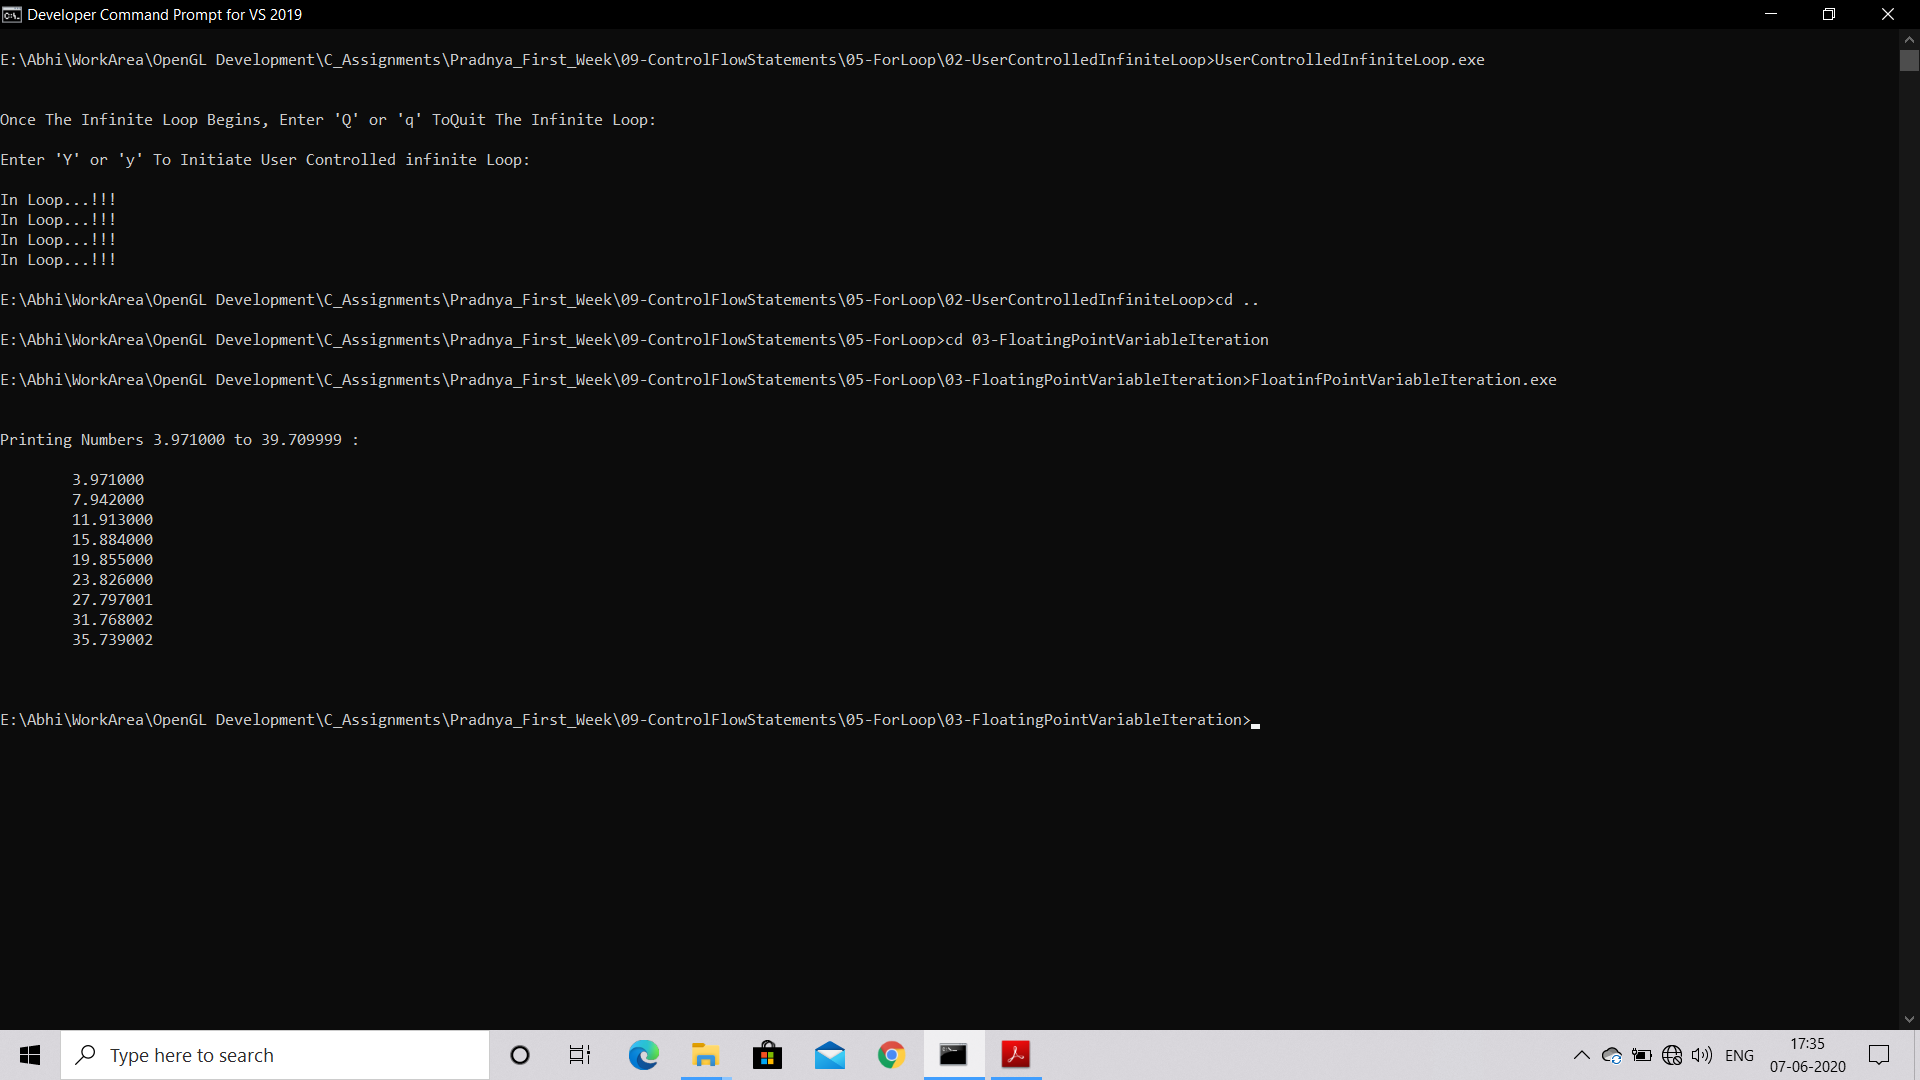 Developer Command Prompt for VS 2019
E:\Abhi\WorkArea\OpenGL Development\C_Assignments\Pradnya_First_Week\09-ControlFlowStatements\05-ForLoop\02-UserControlledInfiniteLoop>UserControlledInfiniteLoop.exe
Once The Infinite Loop Begins, Enter 'Q' or 'q' ToQuit The Infinite Loop:
Enter 'Y' or 'y' To Initiate User Controlled infinite Loop:
In Loop...!!!
In Loop...!!!
In Loop...!!!
In Loop...!!!
E:\Abhi\WorkArea\OpenGL Development\C_Assignments\Pradnya_First_Week\09-ControlFlowStatements\05-ForLoop\02-UserControlledInfiniteLoop>cd ..
E:\Abhi\WorkArea\OpenGL Development\C_Assignments\Pradnya_First_Week\09-ControlFlowStatements\05-ForLoop>cd 03-FloatingPointVariableIteration
E:\Abhi\WorkArea\OpenGL Development\C_Assignments\Pradnya_First_Week\09-ControlFlowStatements\05-ForLoop\03-FloatingPointVariableIteration>FloatinfPointVariableIteration.exe
Printing Numbers 3.971000 to 39.709999 :
3.971000
7.942000
11.913000
15.884000
19.855000
23.826000
27.797001
31.768002
35.739002
E:\Abhi\WorkArea\OpenGL Development\C_Assignments\Pradnya_First_Week\09-ControlFlowStatements\05-ForLoop\03-FloatingPointVariableIteration>
Type here to search
ENG
17:35
07-06-2020